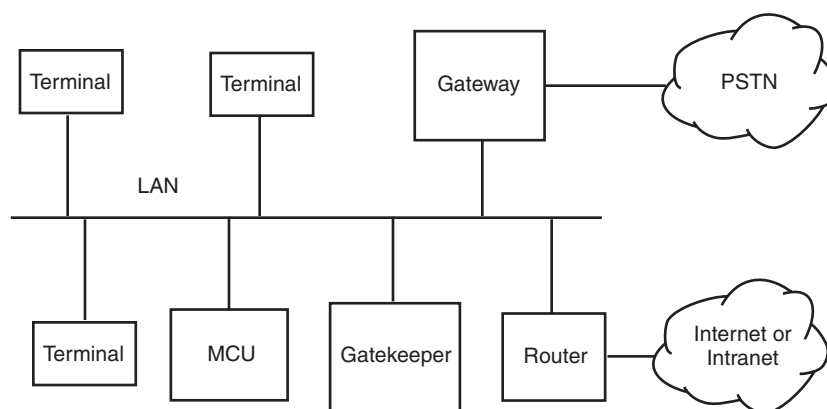 Terminal
Terminal
Gateway
PSTN
LAN
Terminal
MCU
Gatekeeper
Router
Internet or
Intranet